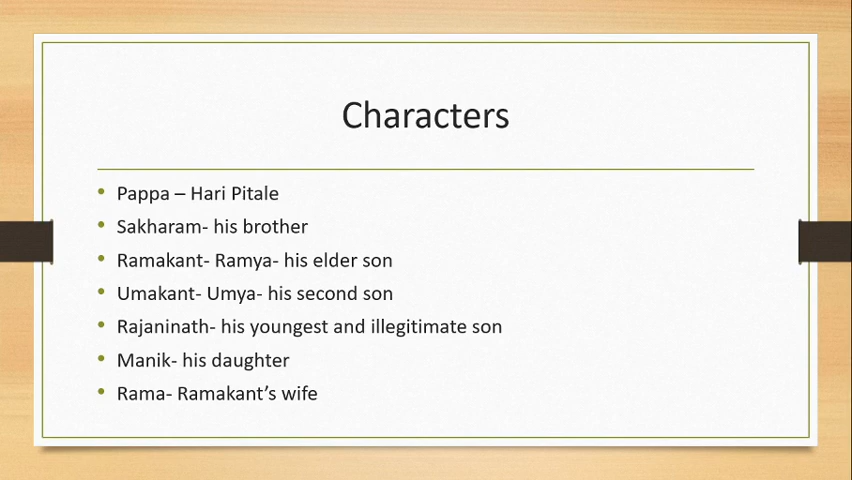 Characters
• Pappa – Hari Pitale
• Sakharam- his brother
• Ramakant- Ramya- his elder son
• Umakant- Umya- his second son
• Rajaninath- his youngest and illegitimate son
• Manik- his daughter
• Rama- Ramakant’s wife